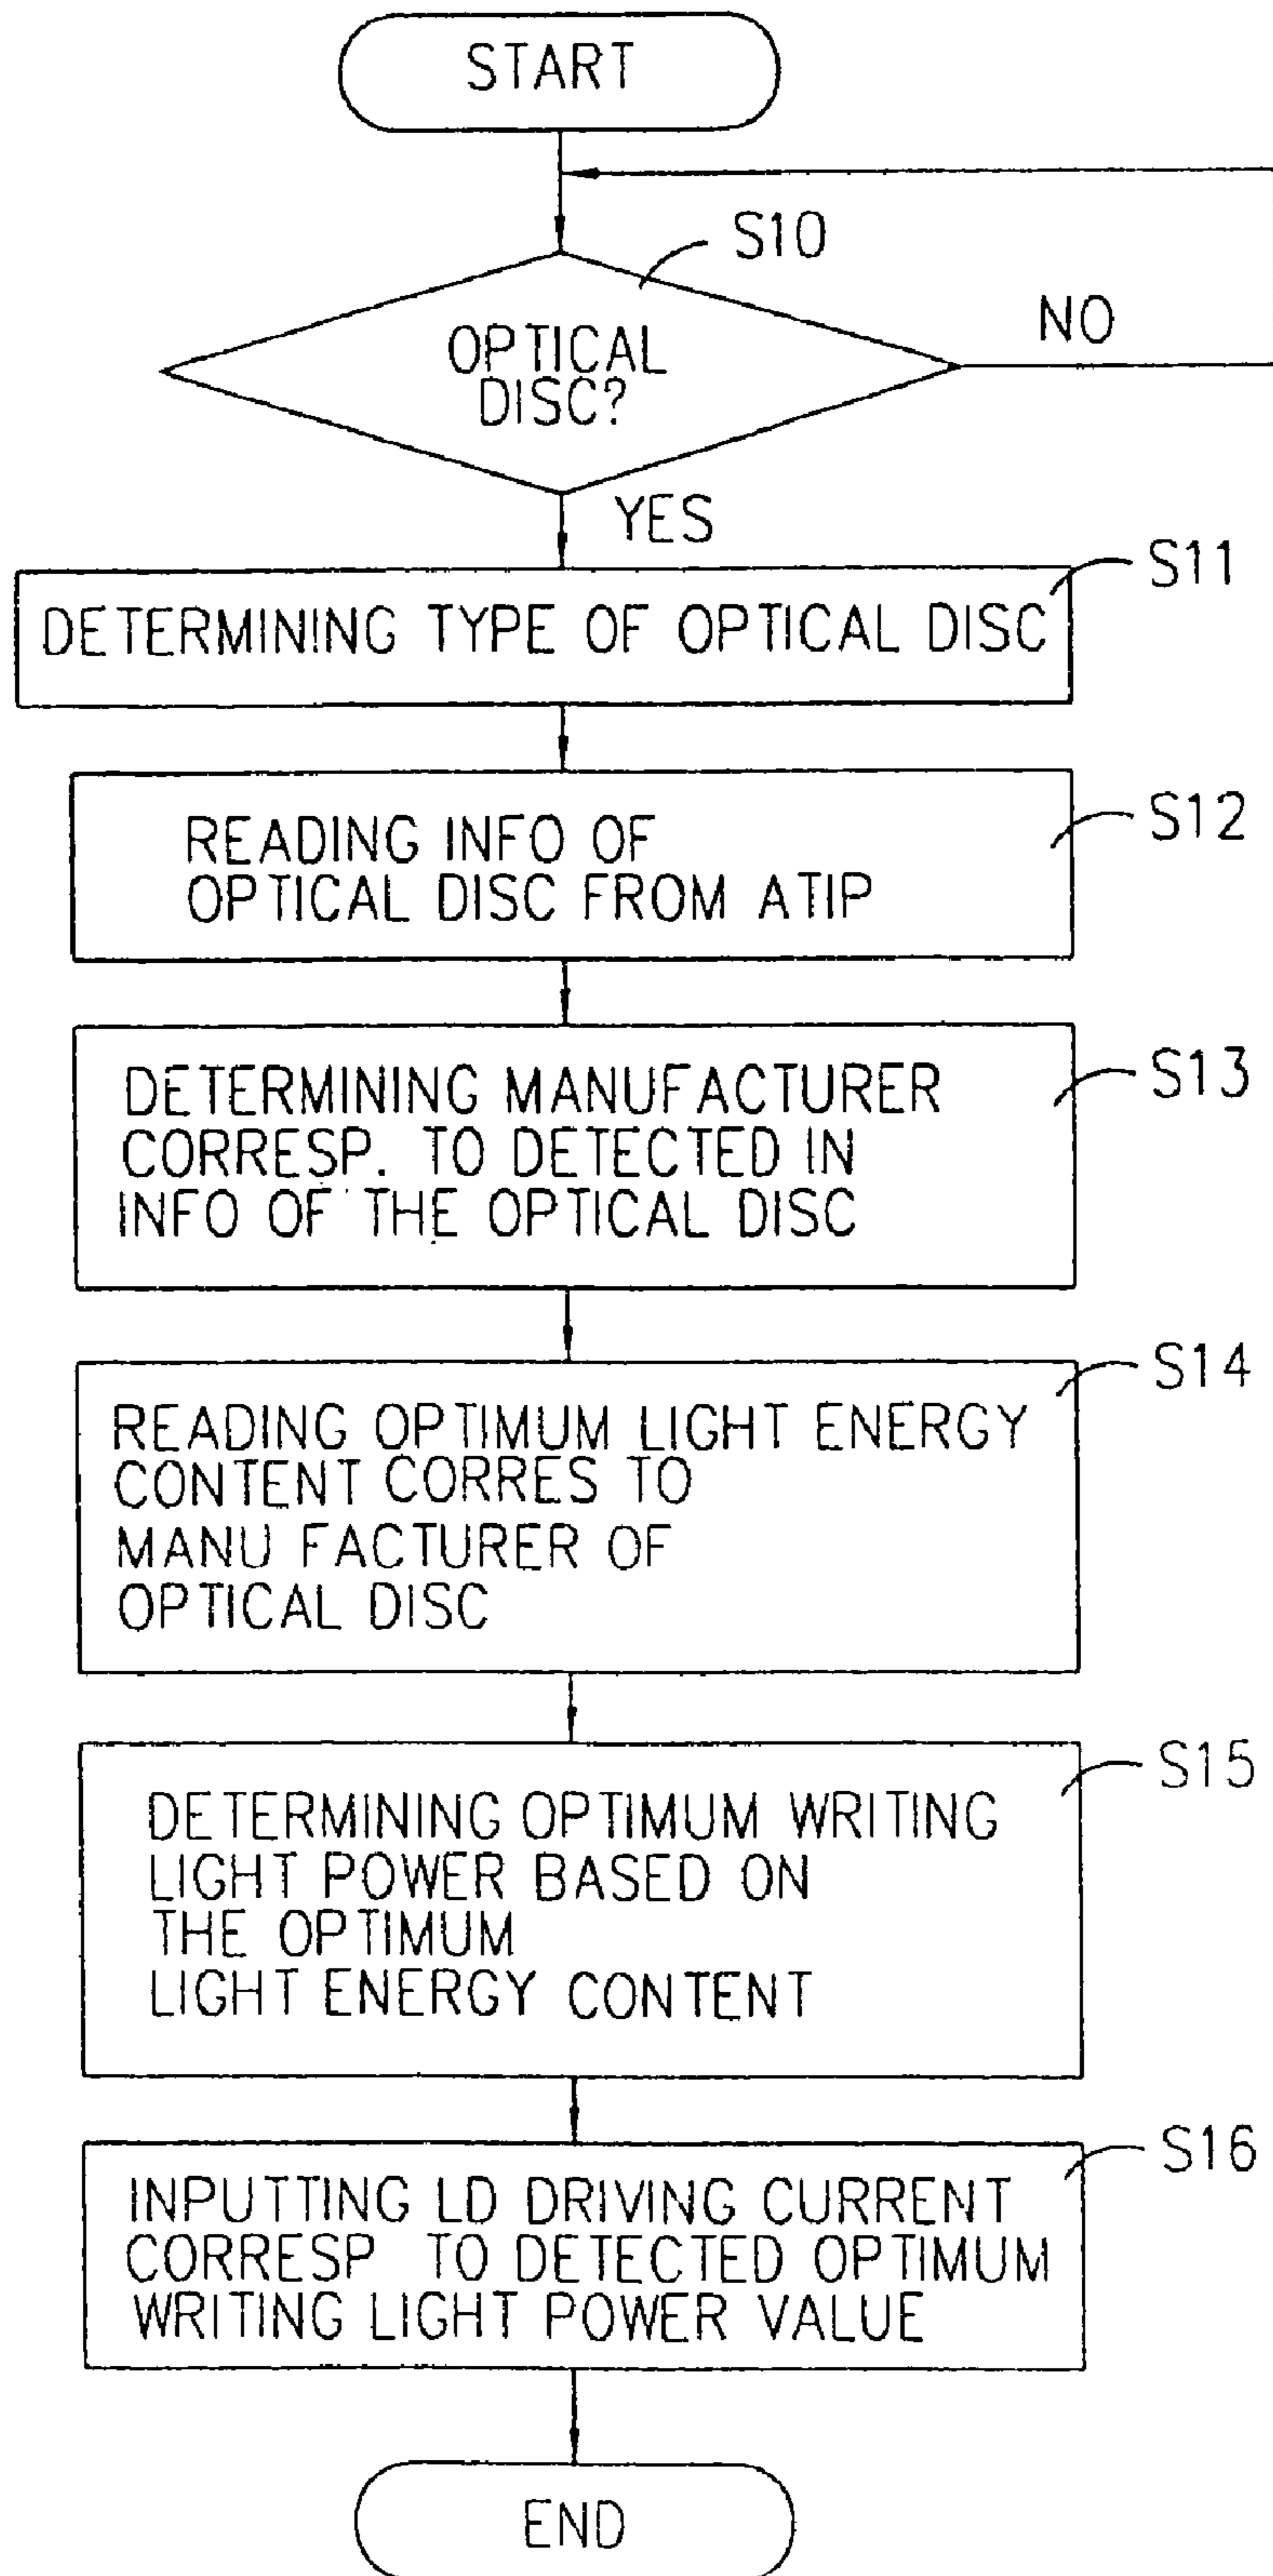 START
S10
OPTICAL
DISC?
NO
YES
S11
DETERMINING TYPE OF OPTICAL DISC
S12
READING INFO OF
OPTICAL DISC FROM ATIP
S13
DETERMINING MANUFACTURER
CORRESP. TO DETECTED IN
INFO OF THE OPTICAL DISC
S14
READING OPTIMUM LIGHT ENERGY
CONTENT CORRES TO
MANU FACTURER OF
OPTICAL DISC
S15
DETERMINING OPTIMUM WRITING
LIGHT POWER BASED ON
THE OPTIMUM
LIGHT ENERGY CONTENT
S16
INPUTTING LD DRIVING CURRENT
CORRESP TO DETECTED OPTIMUM
WRITING LIGHT POWER VALUE
END